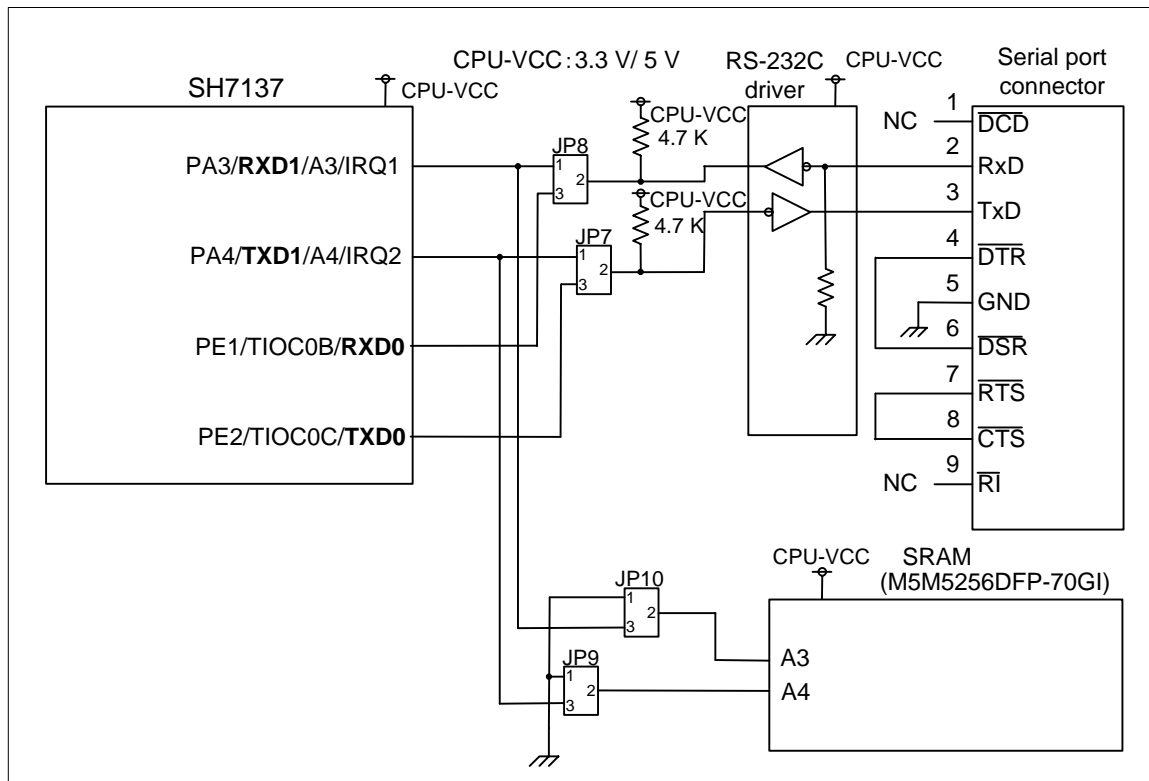 CPU-VCC : 3.3 V/ 5 V
SH7137
CPU-VCC
RS-232C
driver
CPU-VCC
Serial port
connector
PA3/RXD1/A3/IRQ1
PA4/TXD1/A4/IRQ2
PE1/TIOC0B/RXD0
PE2/TIOC0C/TXD0
JP8
1
2
3
CPU-VCC
4.7 K
JP7
1
2
3
CPU-VCC
4.7 K
NC
1
DCD
2
RxD
3
TxD
4
DTR
5
GND
6
DSR
7
RTS
8
CTS
NC
9
RI
JP10
1
2
3
JP9
1
2
3
CPU-VCC
SRAM
(M5M5256DFP-70GI)
A3
A4